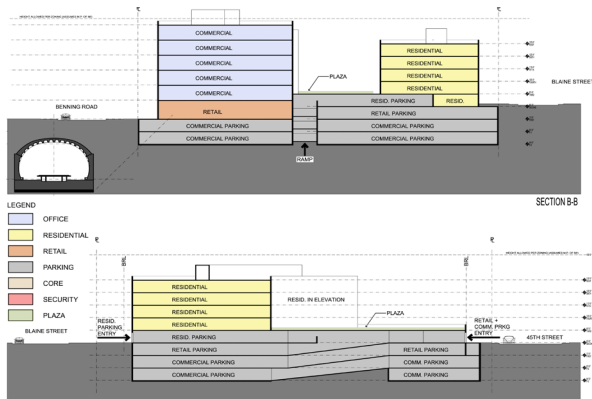 COMMERCIAL
COMMERCIAL
COMMERCIAL
COMMERCIAL
COMMERCIAL
RETAIL
COMMERCIAL PARKING
COMMERCIAL PARKING
BENNING ROAD
RAMP
PLAZA
RESIDENTIAL
RESIDENTIAL
RESIDENTIAL
RESIDENTIAL
RESID. PARKING
RESID.
RETAIL PARKING
COMMERCIAL PARKING
COMMERCIAL PARKING
BLAINE STREET
SECTION B-B
LEGEND
OFFICE
RESIDENTIAL
RETAIL
PARKING
CORE
SECURITY
PLAZA
BRL
BRL
RESIDENTIAL
RESIDENTIAL
RESIDENTIAL
RESIDENTIAL
RESID. IN ELEVATION
PLAZA
RESID.
PARKING
ENTRY
BLAINE STREET
RETAIL +
COMM. PRKG
ENTRY
45TH STREET
RESID. PARKING
RETAIL PARKING
COMMERCIAL PARKING
COMMERCIAL PARKING
RETAIL PARKING
COMM. PARKING
COMM. PARKING